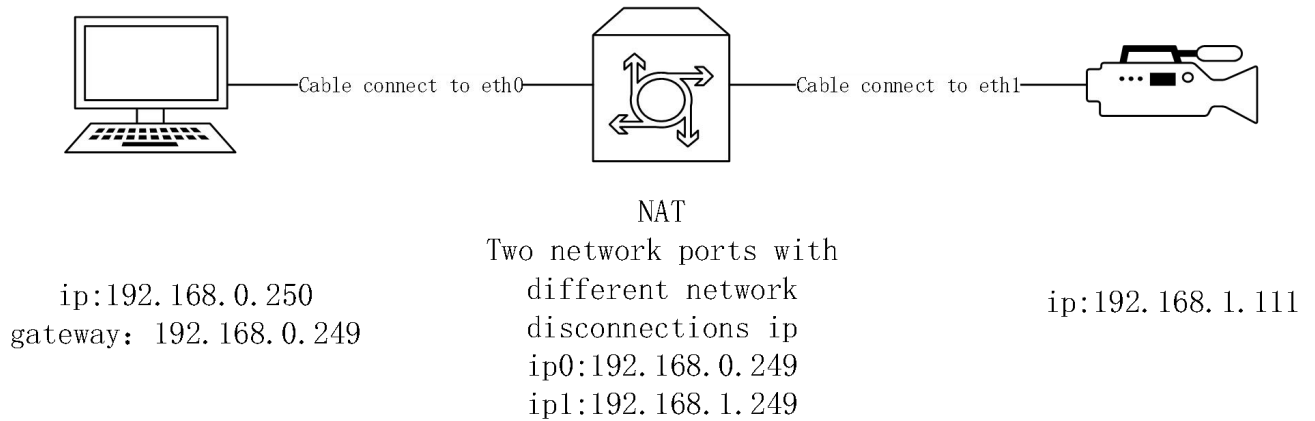 Cable connect to eth0
Cable connect to eth1
NAT
Two network ports with
different network
disconnections ip
ip0:192.168.0.249
ip1:192.168.1.249
ip:192.168.0.250
gateway：192.168.0.249
ip:192.168.1.111